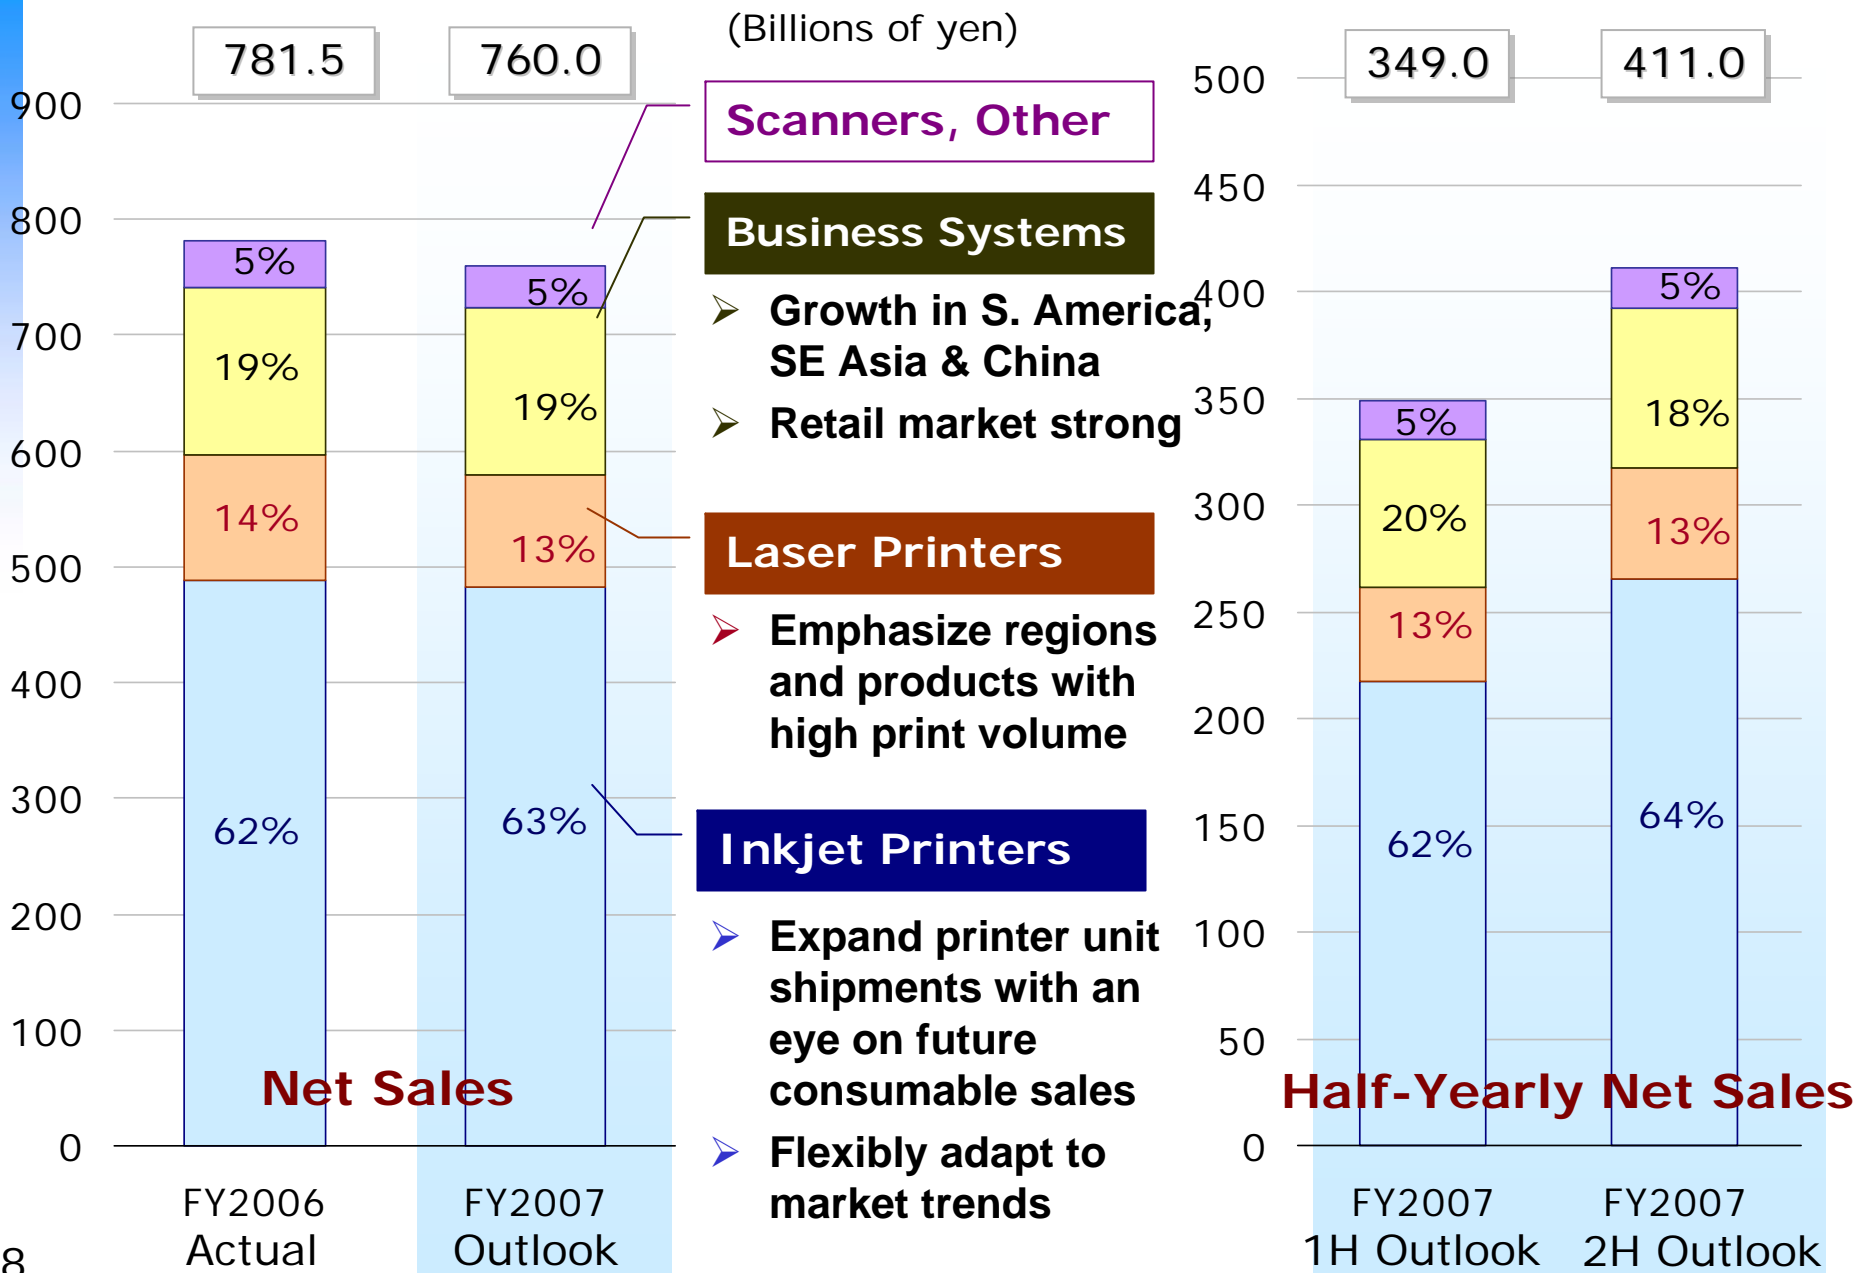 (Billions of yen)
781.5
760.0
900
800
700
600
500
400
300
200
100
0
5%
19%
14%
62%
5%
19%
13%
63%
Net Sales
FY2006
Actual
FY2007
Outlook
Scanners, Other
Business Systems
➢ Growth in S. America,
SE Asia & China
➢ Retail market strong
Laser Printers
➢ Emphasize regions
and products with
high print volume
Inkjet Printers
➢ Expand printer unit
shipments with an
eye on future
consumable sales
➢ Flexibly adapt to
market trends
349.0
411.0
500
450
400
350
300
250
200
150
100
50
0
5%
20%
13%
62%
5%
18%
13%
64%
Half-Yearly Net Sales
FY2007
1H Outlook
FY2007
2H Outlook
8